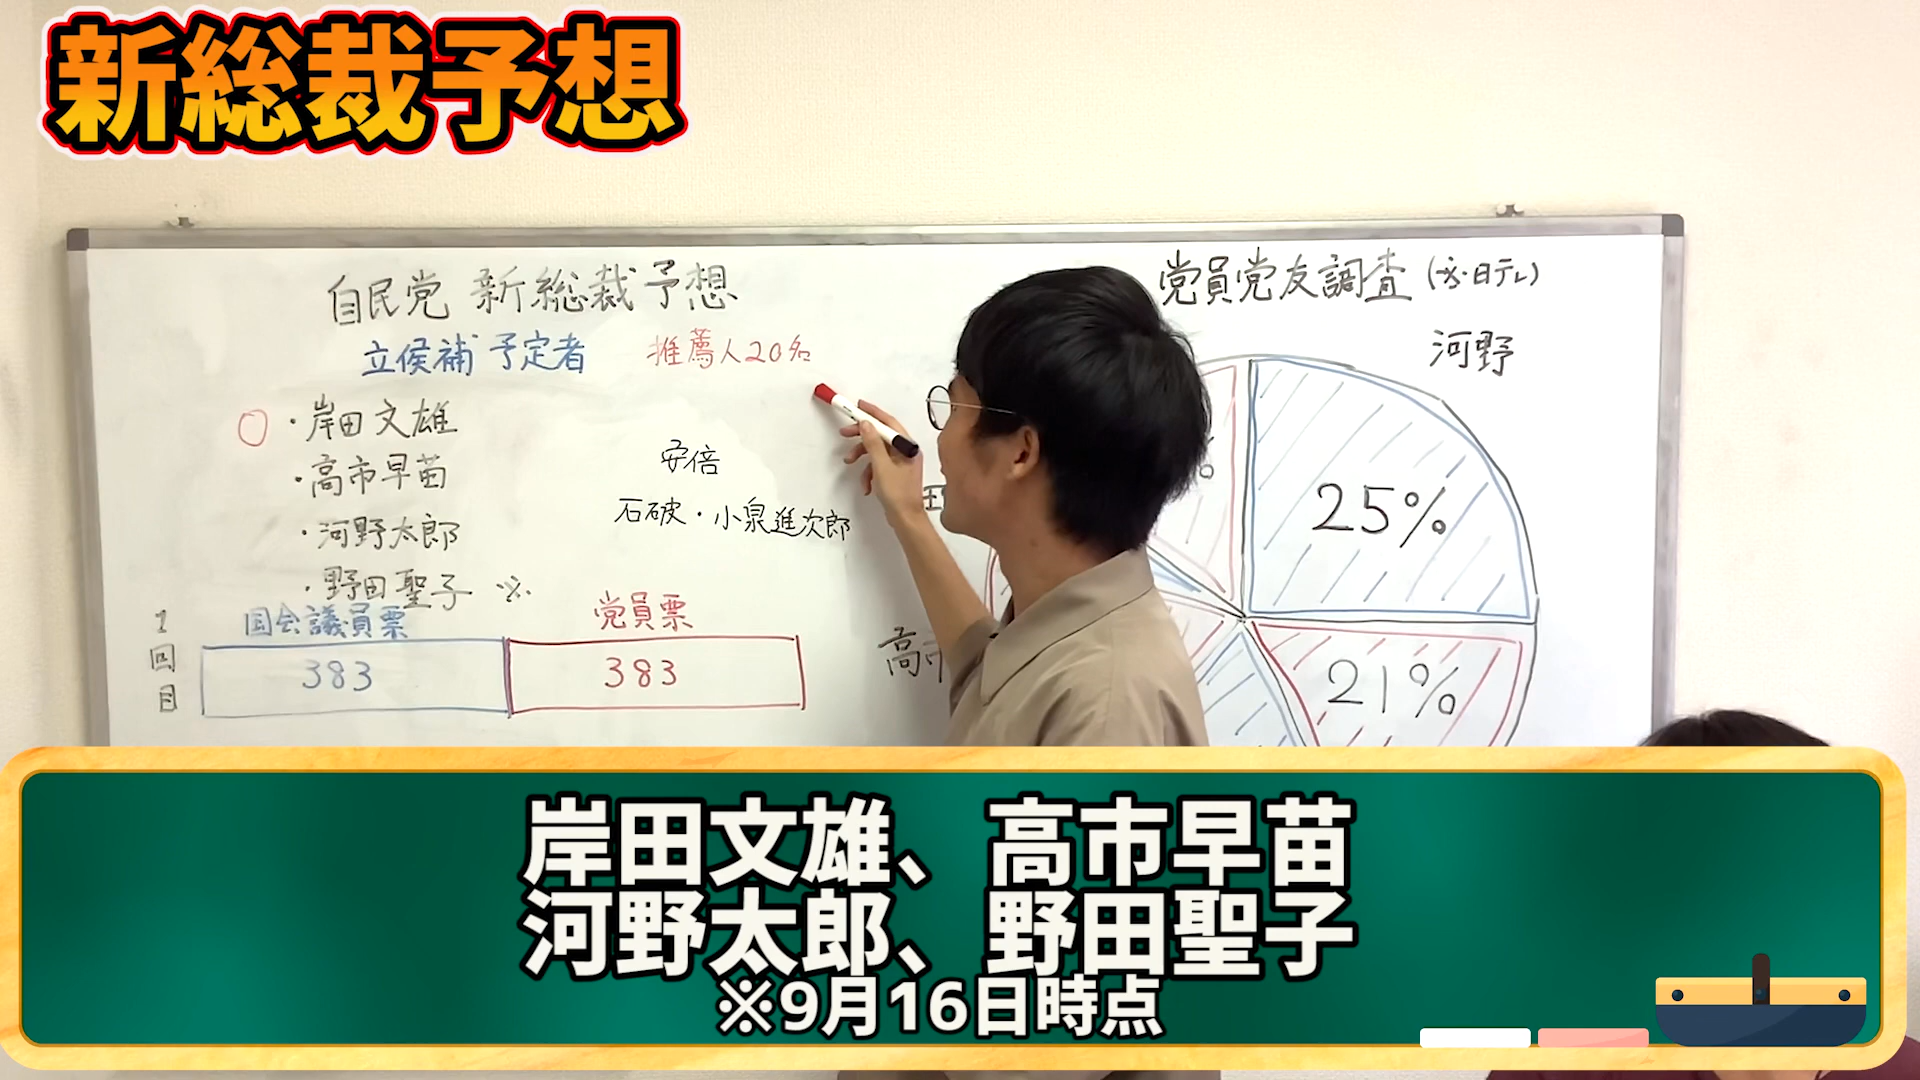 新総裁予想
自民党 新総裁予想
立候補予定者 推薦人20名
○・岸田文雄
・高市早苗
・河野太郎
・野田聖子 ※
安倍
石破・小泉進次郎
1回目
国会議員票 党員票
383 383
党員党友調査(※日テレ)
河野
25%
21%
%
高市
岸田文雄、高市早苗
河野太郎、野田聖子
※9月16日時点